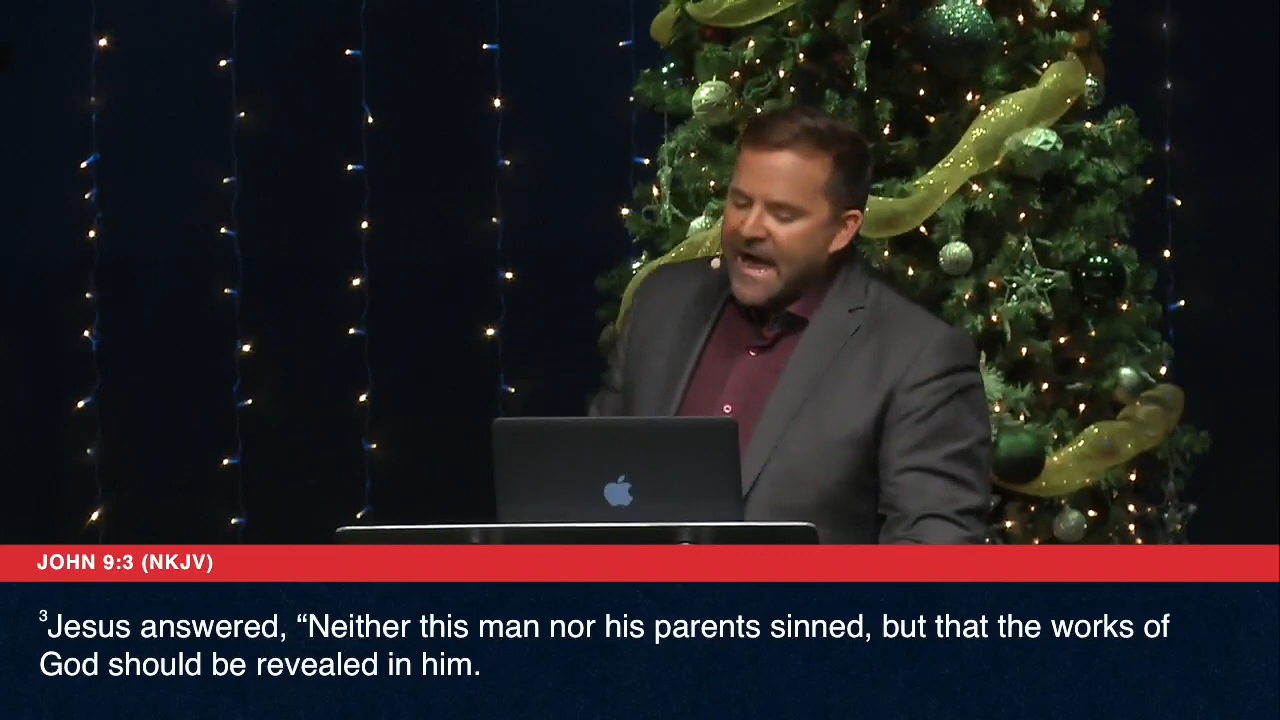 JOHN 9:3 (NKJV)
³Jesus answered, “Neither this man nor his parents sinned, but that the works of
God should be revealed in him.